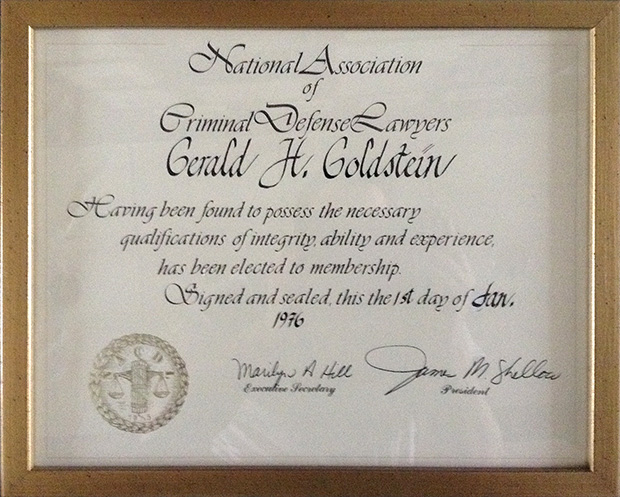 National Association
of
Criminal Defense Lawyers
Gerald H. Goldstein
Having been found to possess the necessary
qualifications of integrity, ability and experience,
has been elected to membership.
Signed and sealed, this the 1st day of Jan.
1976
Marilyn A Hill James M. Shellow
Executive Secretary President